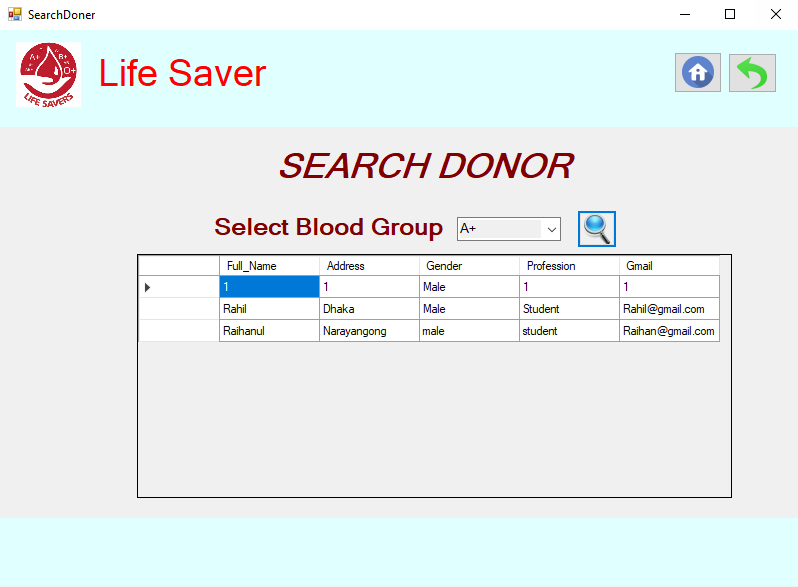 SearchDoner
A+ B+
O+
LIFE SAVERS
Life Saver
SEARCH DONOR
Select Blood Group A+
Full_Name Address Gender Profession Gmail
1 1 Male 1 1
Rahil Dhaka Male Student Rahil@gmail.com
Raihanul Narayangong male student Raihan@gmail.com